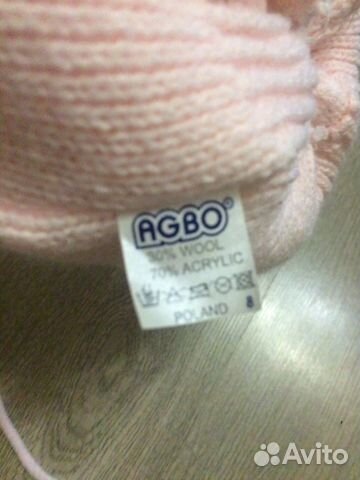 AGBO®
30% WOOL
70% ACRYLIC
POLAND 8
Avito